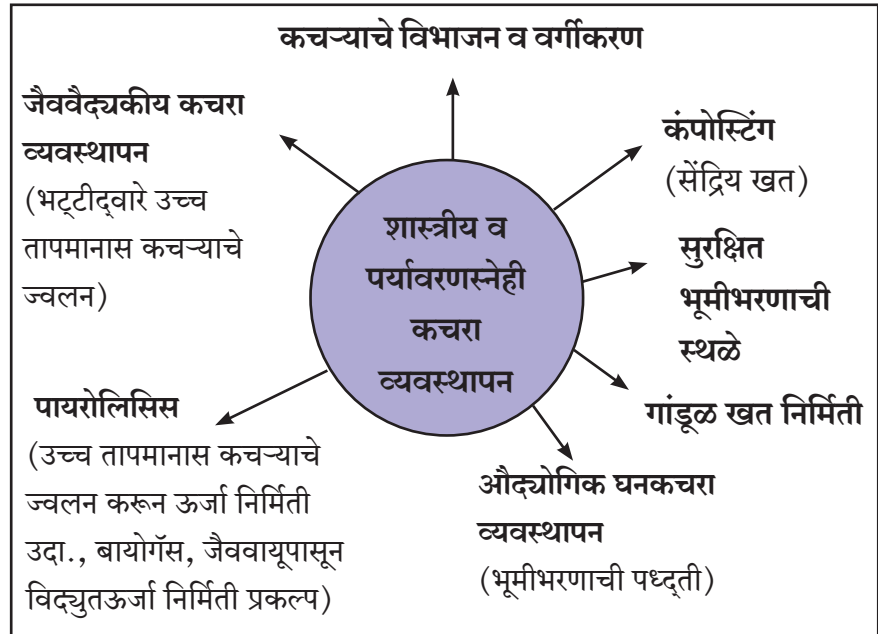 कचऱ्याचे विभाजन व वर्गीकरण
जैववैद्यकीय कचरा
व्यवस्थापन
(भट्टीद्वारे उच्च
तापमानास कचऱ्याचे
ज्वलन)
कंपोस्टिंग
(सेंद्रिय खत)
शास्त्रीय व
पर्यावरणस्नेही
कचरा
व्यवस्थापन
सुरक्षित
भूमीभरणाची
स्थळे
गांडूळ खत निर्मिती
पायरोलिसिस
(उच्च तापमानास कचऱ्याचे
ज्वलन करून ऊर्जा निर्मिती
उदा., बायोगॅस, जैववायूपासून
विद्युतऊर्जा निर्मिती प्रकल्प)
औद्योगिक घनकचरा
व्यवस्थापन
(भूमीभरणाची पध्द्ती)